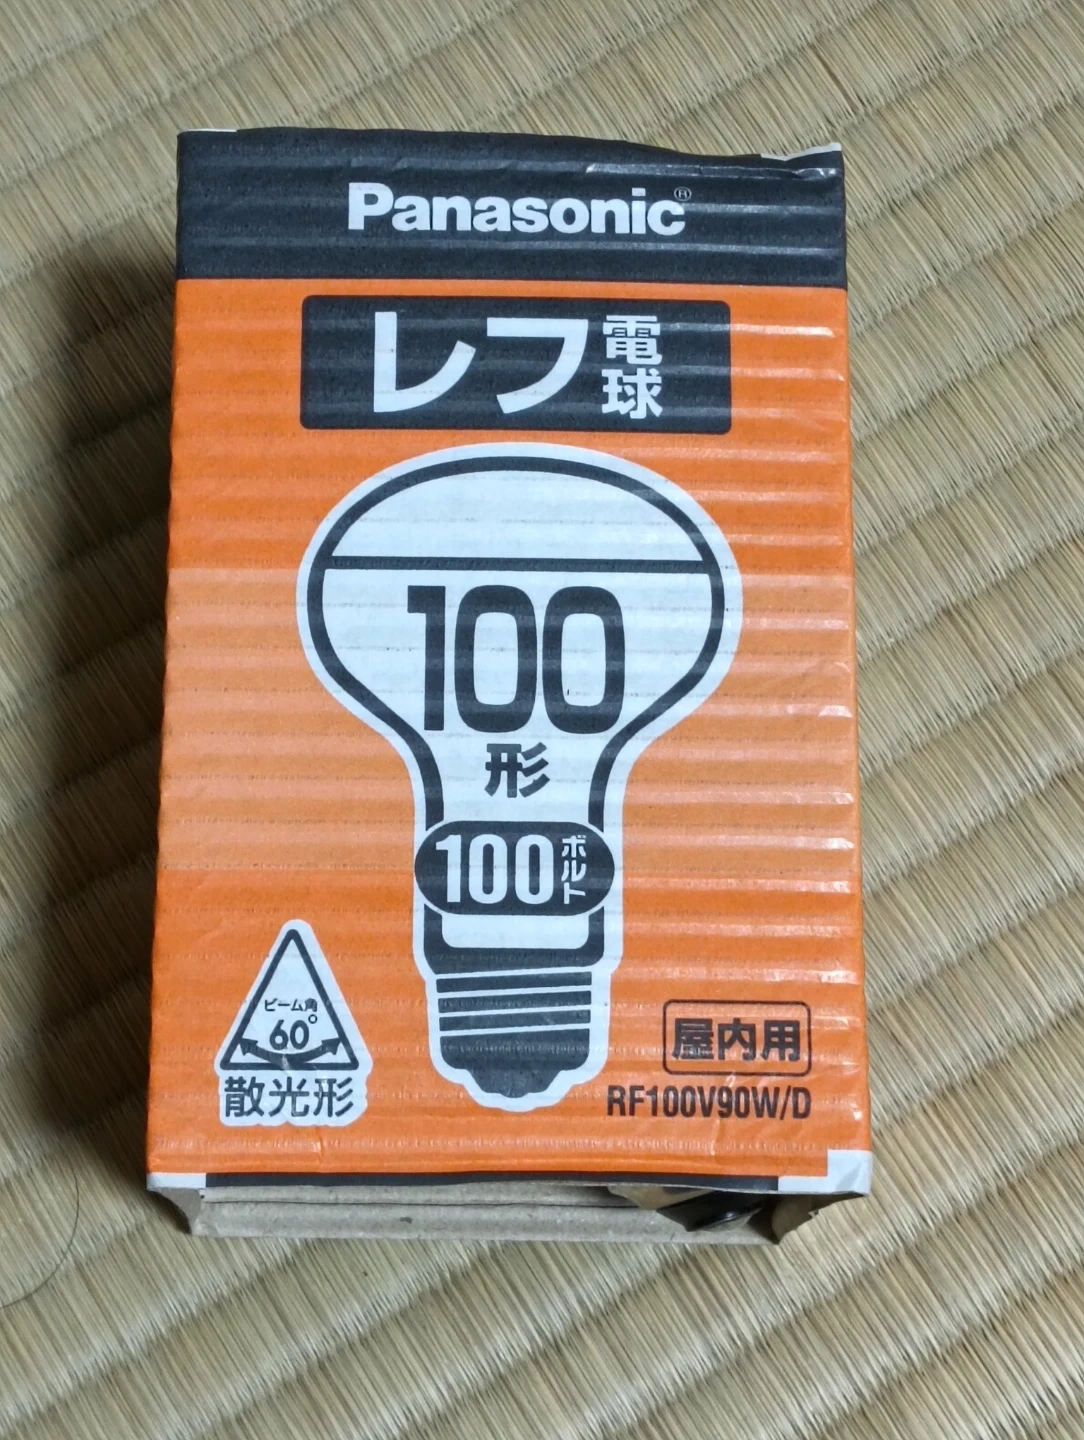 Panasonic®
レフ電球
100
形
100ボルト
ビーム角
60°
散光形
屋内用
RF100V90W/D